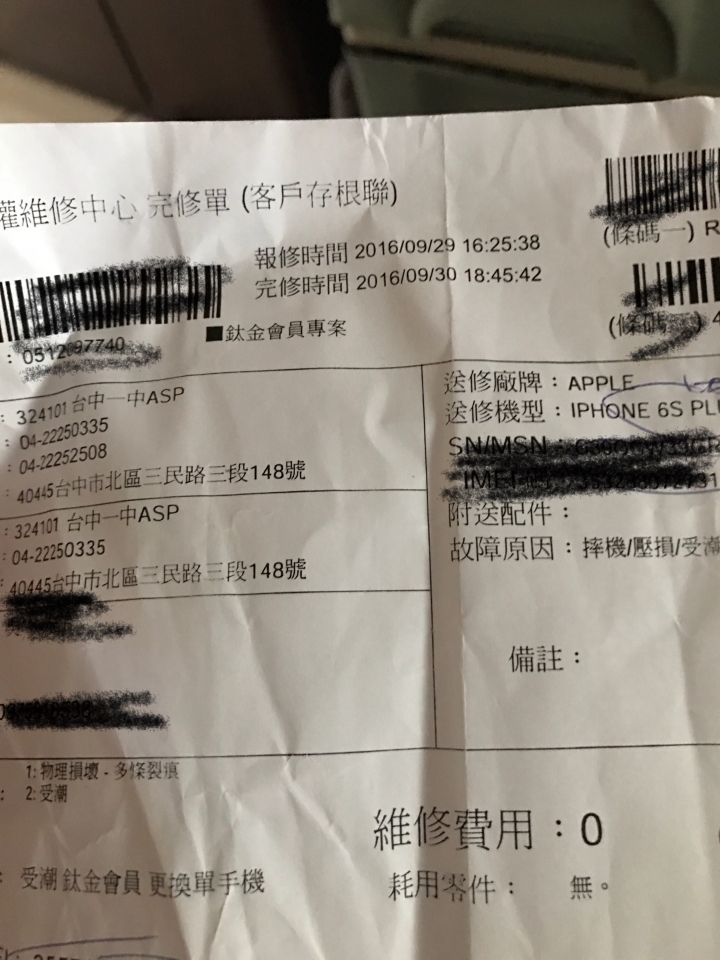 權維修中心 完修單 (客戶存根聯)
報修時間 2016/09/29 16:25:38
完修時間 2016/09/30 18:45:42
(條碼一) R
■鈦金會員專案
(條碼
: 324101 台中一中ASP
: 04-22250335
: 04-22252508
: 40445台中市北區三民路三段148號
: 324101 台中一中ASP
: 04-22250335
: 40445台中市北區三民路三段148號
送修廠牌：APPLE
送修機型：IPHONE 6S PLU
SN/MSN：
附送配件：
故障原因：摔機/壓損/受潮
備註：
1: 物理損壞 - 多條裂痕
: 2: 受潮
維修費用：0
: 受潮 鈦金會員 更換單手機
耗用零件： 無。